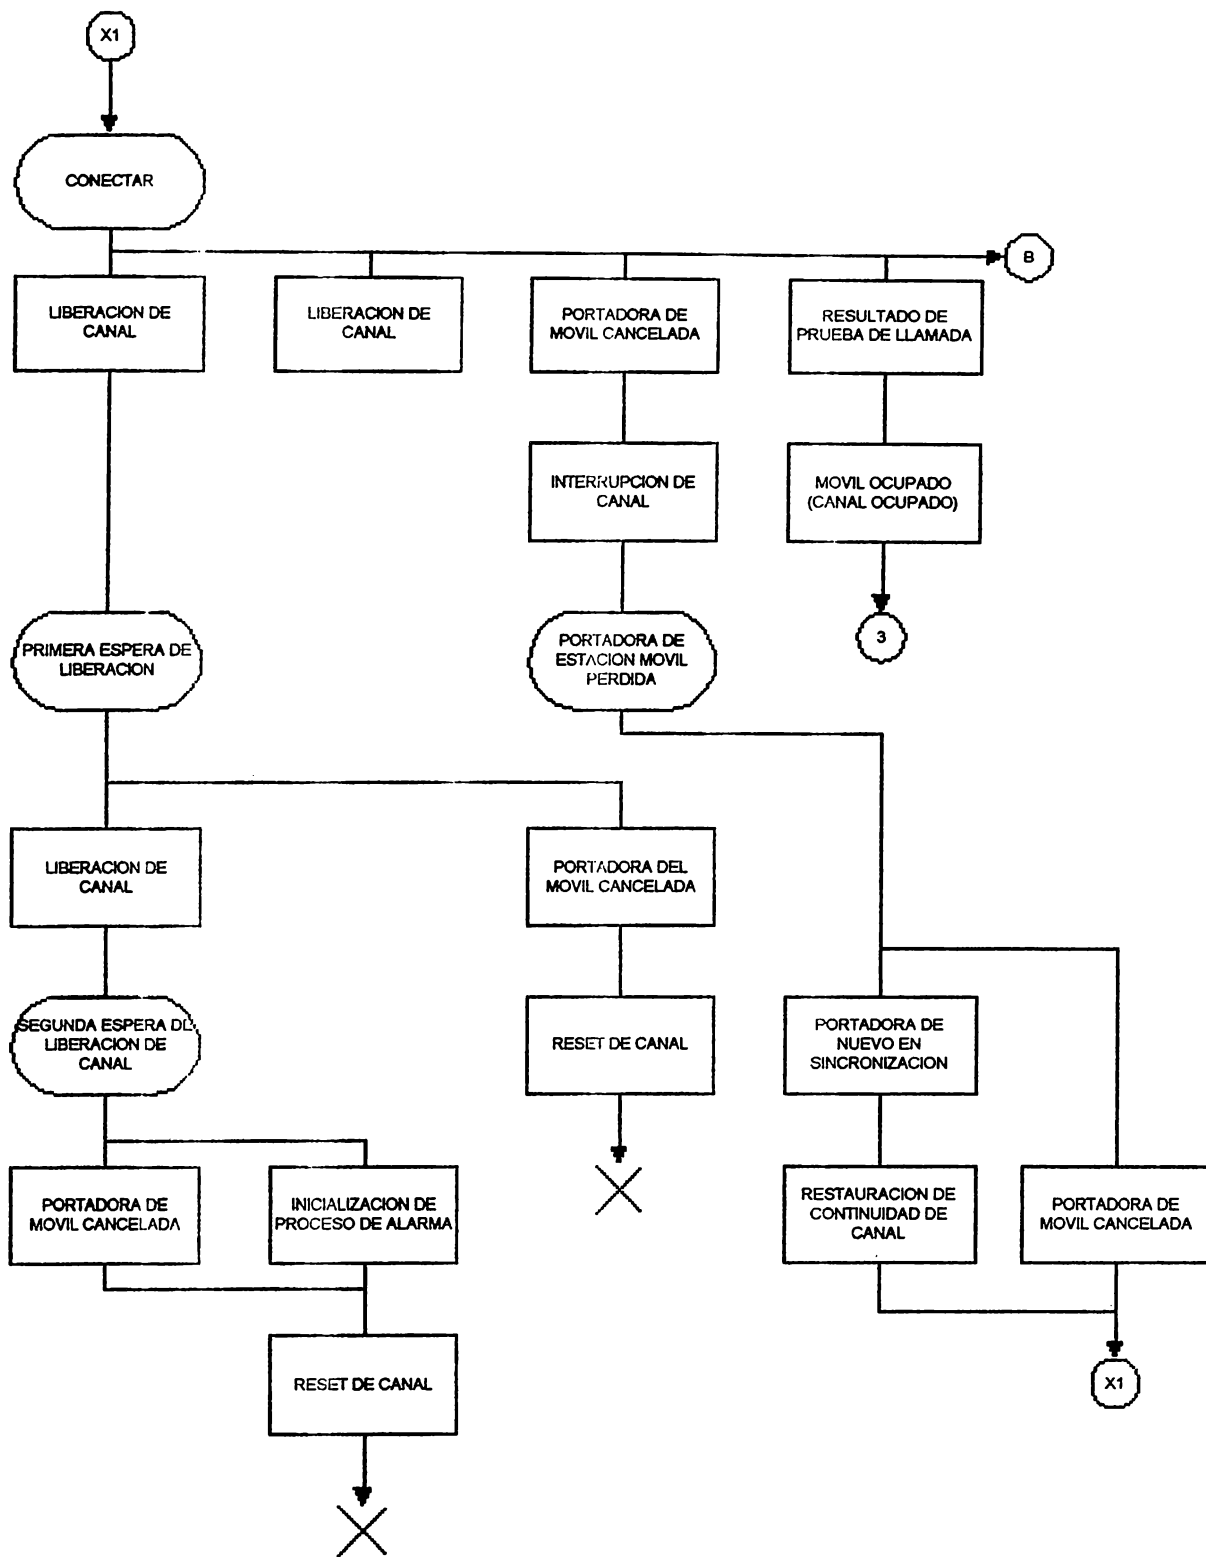 X1
CONECTAR
B
LIBERACION DE
CANAL
LIBERACION DE
CANAL
PORTADORA DE
MOVIL CANCELADA
RESULTADO DE
PRUEBA DE LLAMADA
INTERRUPCION DE
CANAL
MOVIL OCUPADO
(CANAL OCUPADO)
PRIMERA ESPERA DE
LIBERACION
PORTADORA DE
ESTACION MOVIL
PERDIDA
3
LIBERACION DE
CANAL
PORTADORA DEL
MOVIL CANCELADA
SEGUNDA ESPERA DE
LIBERACION DE
CANAL
RESET DE CANAL
PORTADORA DE
NUEVO EN
SINCRONIZACION
PORTADORA DE
MOVIL CANCELADA
INICIALIZACION DE
PROCESO DE ALARMA
RESTAURACION DE
CONTINUIDAD DE
CANAL
PORTADORA DE
MOVIL CANCELADA
RESET DE CANAL
X1